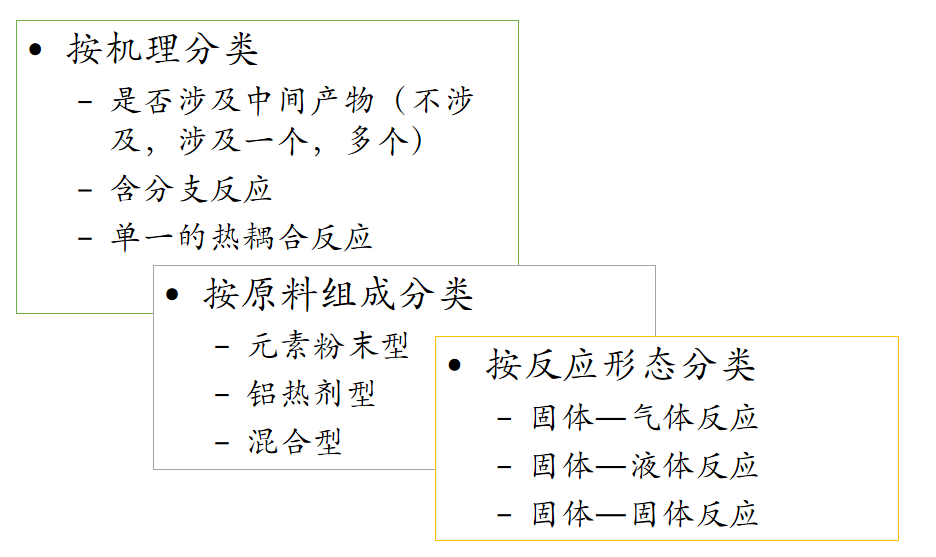 • 按机理分类
– 是否涉及中间产物（不涉
及，涉及一个，多个）
– 含分支反应
– 单一的热耦合反应
• 按原料组成分类
– 元素粉末型
– 铝热剂型
– 混合型
• 按反应形态分类
– 固体—气体反应
– 固体—液体反应
– 固体—固体反应